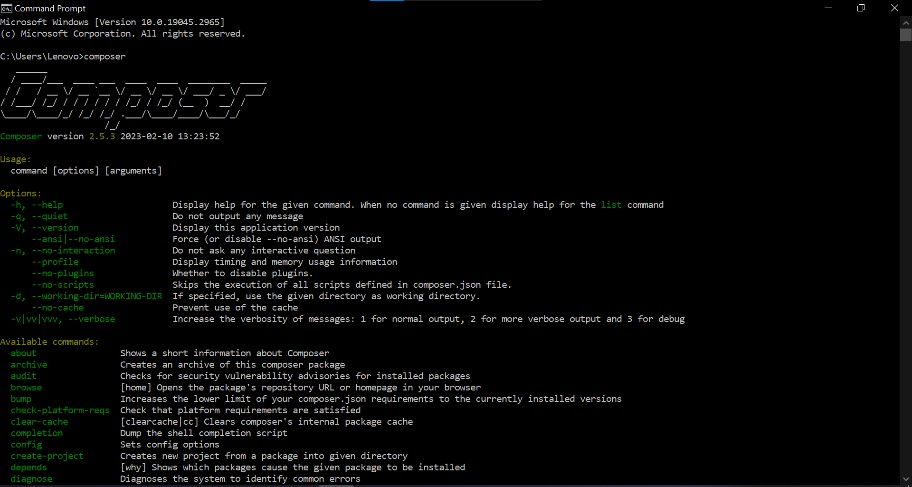 Command Prompt
Microsoft Windows [Version 10.0.19045.2965]
(c) Microsoft Corporation. All rights reserved.
C:\Users\Lenovo>composer
Composer
Composer version 2.5.3 2023-02-10 13:23:52
Usage:
command [options] [arguments]
Options:
-h, --help Display help for the given command. When no command is given display help for the list command
-q, --quiet Do not output any message
-V, --version Display this application version
--ansi|--no-ansi Force (or disable --no-ansi) ANSI output
-n, --no-interaction Do not ask any interactive question
--profile Display timing and memory usage information
--no-plugins Whether to disable plugins.
--no-scripts Skips the execution of all scripts defined in composer.json file.
-d, --working-dir=WORKING-DIR If specified, use the given directory as working directory.
--no-cache Prevent use of the cache
-v|vv|vvv, --verbose Increase the verbosity of messages: 1 for normal output, 2 for more verbose output and 3 for debug
Available commands:
about Shows a short information about Composer
archive Creates an archive of this composer package
audit Checks for security vulnerability advisories for installed packages
browse [home] Opens the package's repository URL or homepage in your browser
bump Increases the lower limit of your composer.json requirements to the currently installed versions
check-platform-reqs Check that platform requirements are satisfied
clear-cache [clearcache|cc] Clears composer's internal package cache
completion Dump the shell completion script
config Sets config options
create-project Creates new project from a package into given directory
depends [why] Shows which packages cause the given package to be installed
diagnose Diagnoses the system to identify common errors